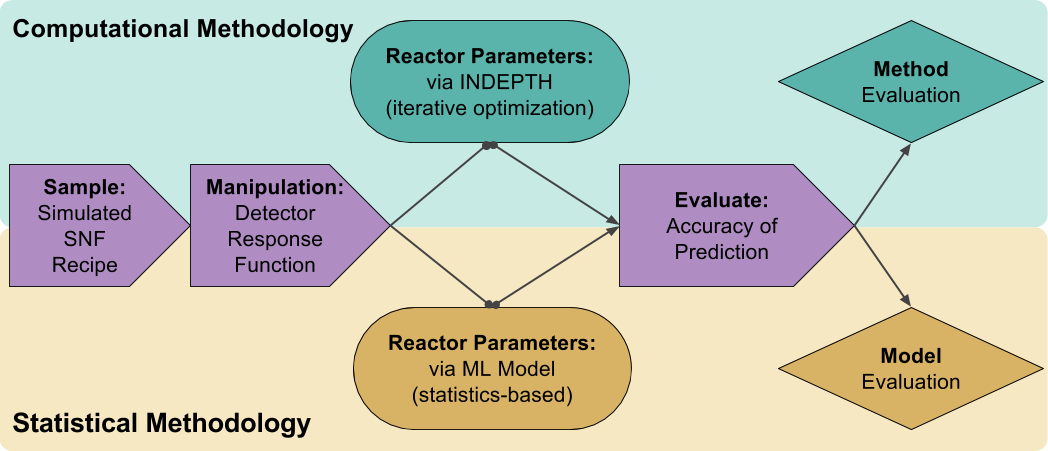 Computational Methodology
Reactor Parameters:
via INDEPTH
(iterative optimization)
Method
Evaluation
Sample:
Simulated
SNF
Recipe
Manipulation:
Detector
Response
Function
Evaluate:
Accuracy of
Prediction
Reactor Parameters:
via ML Model
(statistics-based)
Model
Evaluation
Statistical Methodology